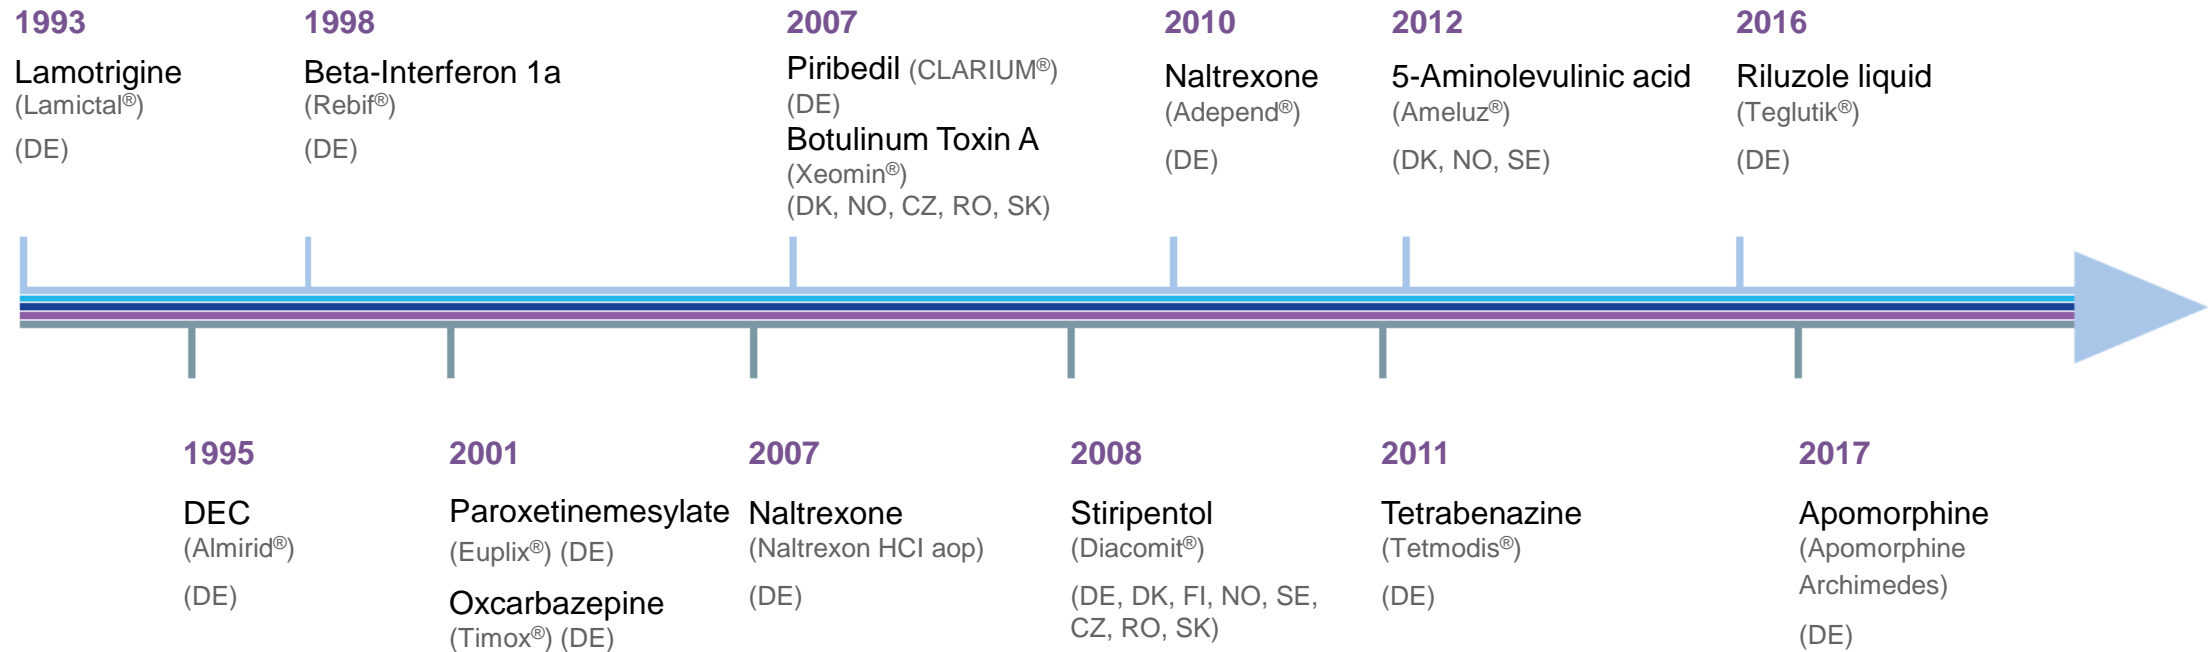 1993
Lamotrigine
(Lamictal®)
(DE)
1998
Beta-Interferon 1a
(Rebif®)
(DE)
2007
Piribedil (CLARIUM®)
(DE)
Botulinum Toxin A
(Xeomin®)
(DK, NO, CZ, RO, SK)
2010
Naltrexone
(Adepend®)
(DE)
2012
5-Aminolevulinic acid
(Ameluz®)
(DK, NO, SE)
2016
Riluzole liquid
(Teglutik®)
(DE)
1995
DEC
(Almirid®)
(DE)
2001
Paroxetinemesylate
(Euplix®) (DE)
Oxcarbazepine
(Timox®) (DE)
2007
Naltrexone
(Naltrexon HCI aop)
(DE)
2008
Stiripentol
(Diacomit®)
(DE, DK, FI, NO, SE,
CZ, RO, SK)
2011
Tetrabenazine
(Tetmodis®)
(DE)
2017
Apomorphine
(Apomorphine
Archimedes)
(DE)